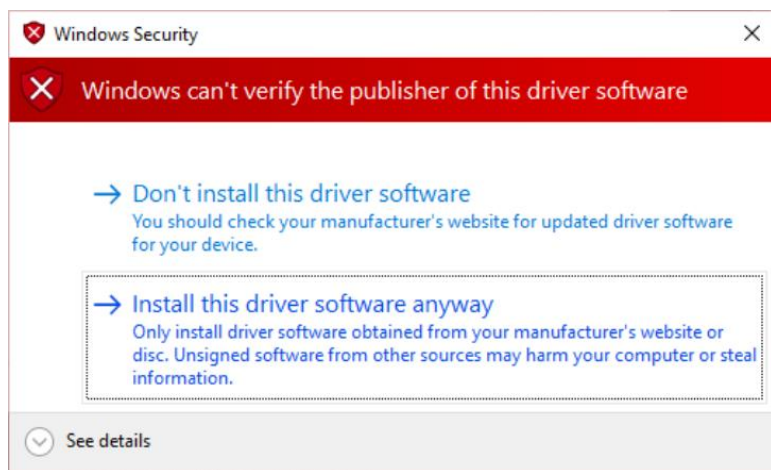 Windows Security
Windows can't verify the publisher of this driver software
Don't install this driver software
You should check your manufacturer's website for updated driver software
for your device.
Install this driver software anyway
Only install driver software obtained from your manufacturer's website or
disc. Unsigned software from other sources may harm your computer or steal
information.
See details